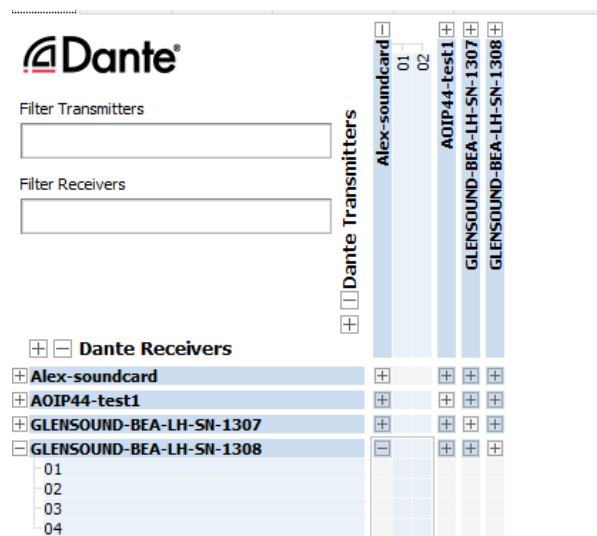 Dante®
Filter Transmitters
Filter Receivers
Dante Transmitters
Alex-soundcard
01
02
AOIP44-test1
GLENSOUND-BEA-LH-SN-1307
GLENSOUND-BEA-LH-SN-1308
Dante Receivers
Alex-soundcard
AOIP44-test1
GLENSOUND-BEA-LH-SN-1307
GLENSOUND-BEA-LH-SN-1308
01
02
03
04